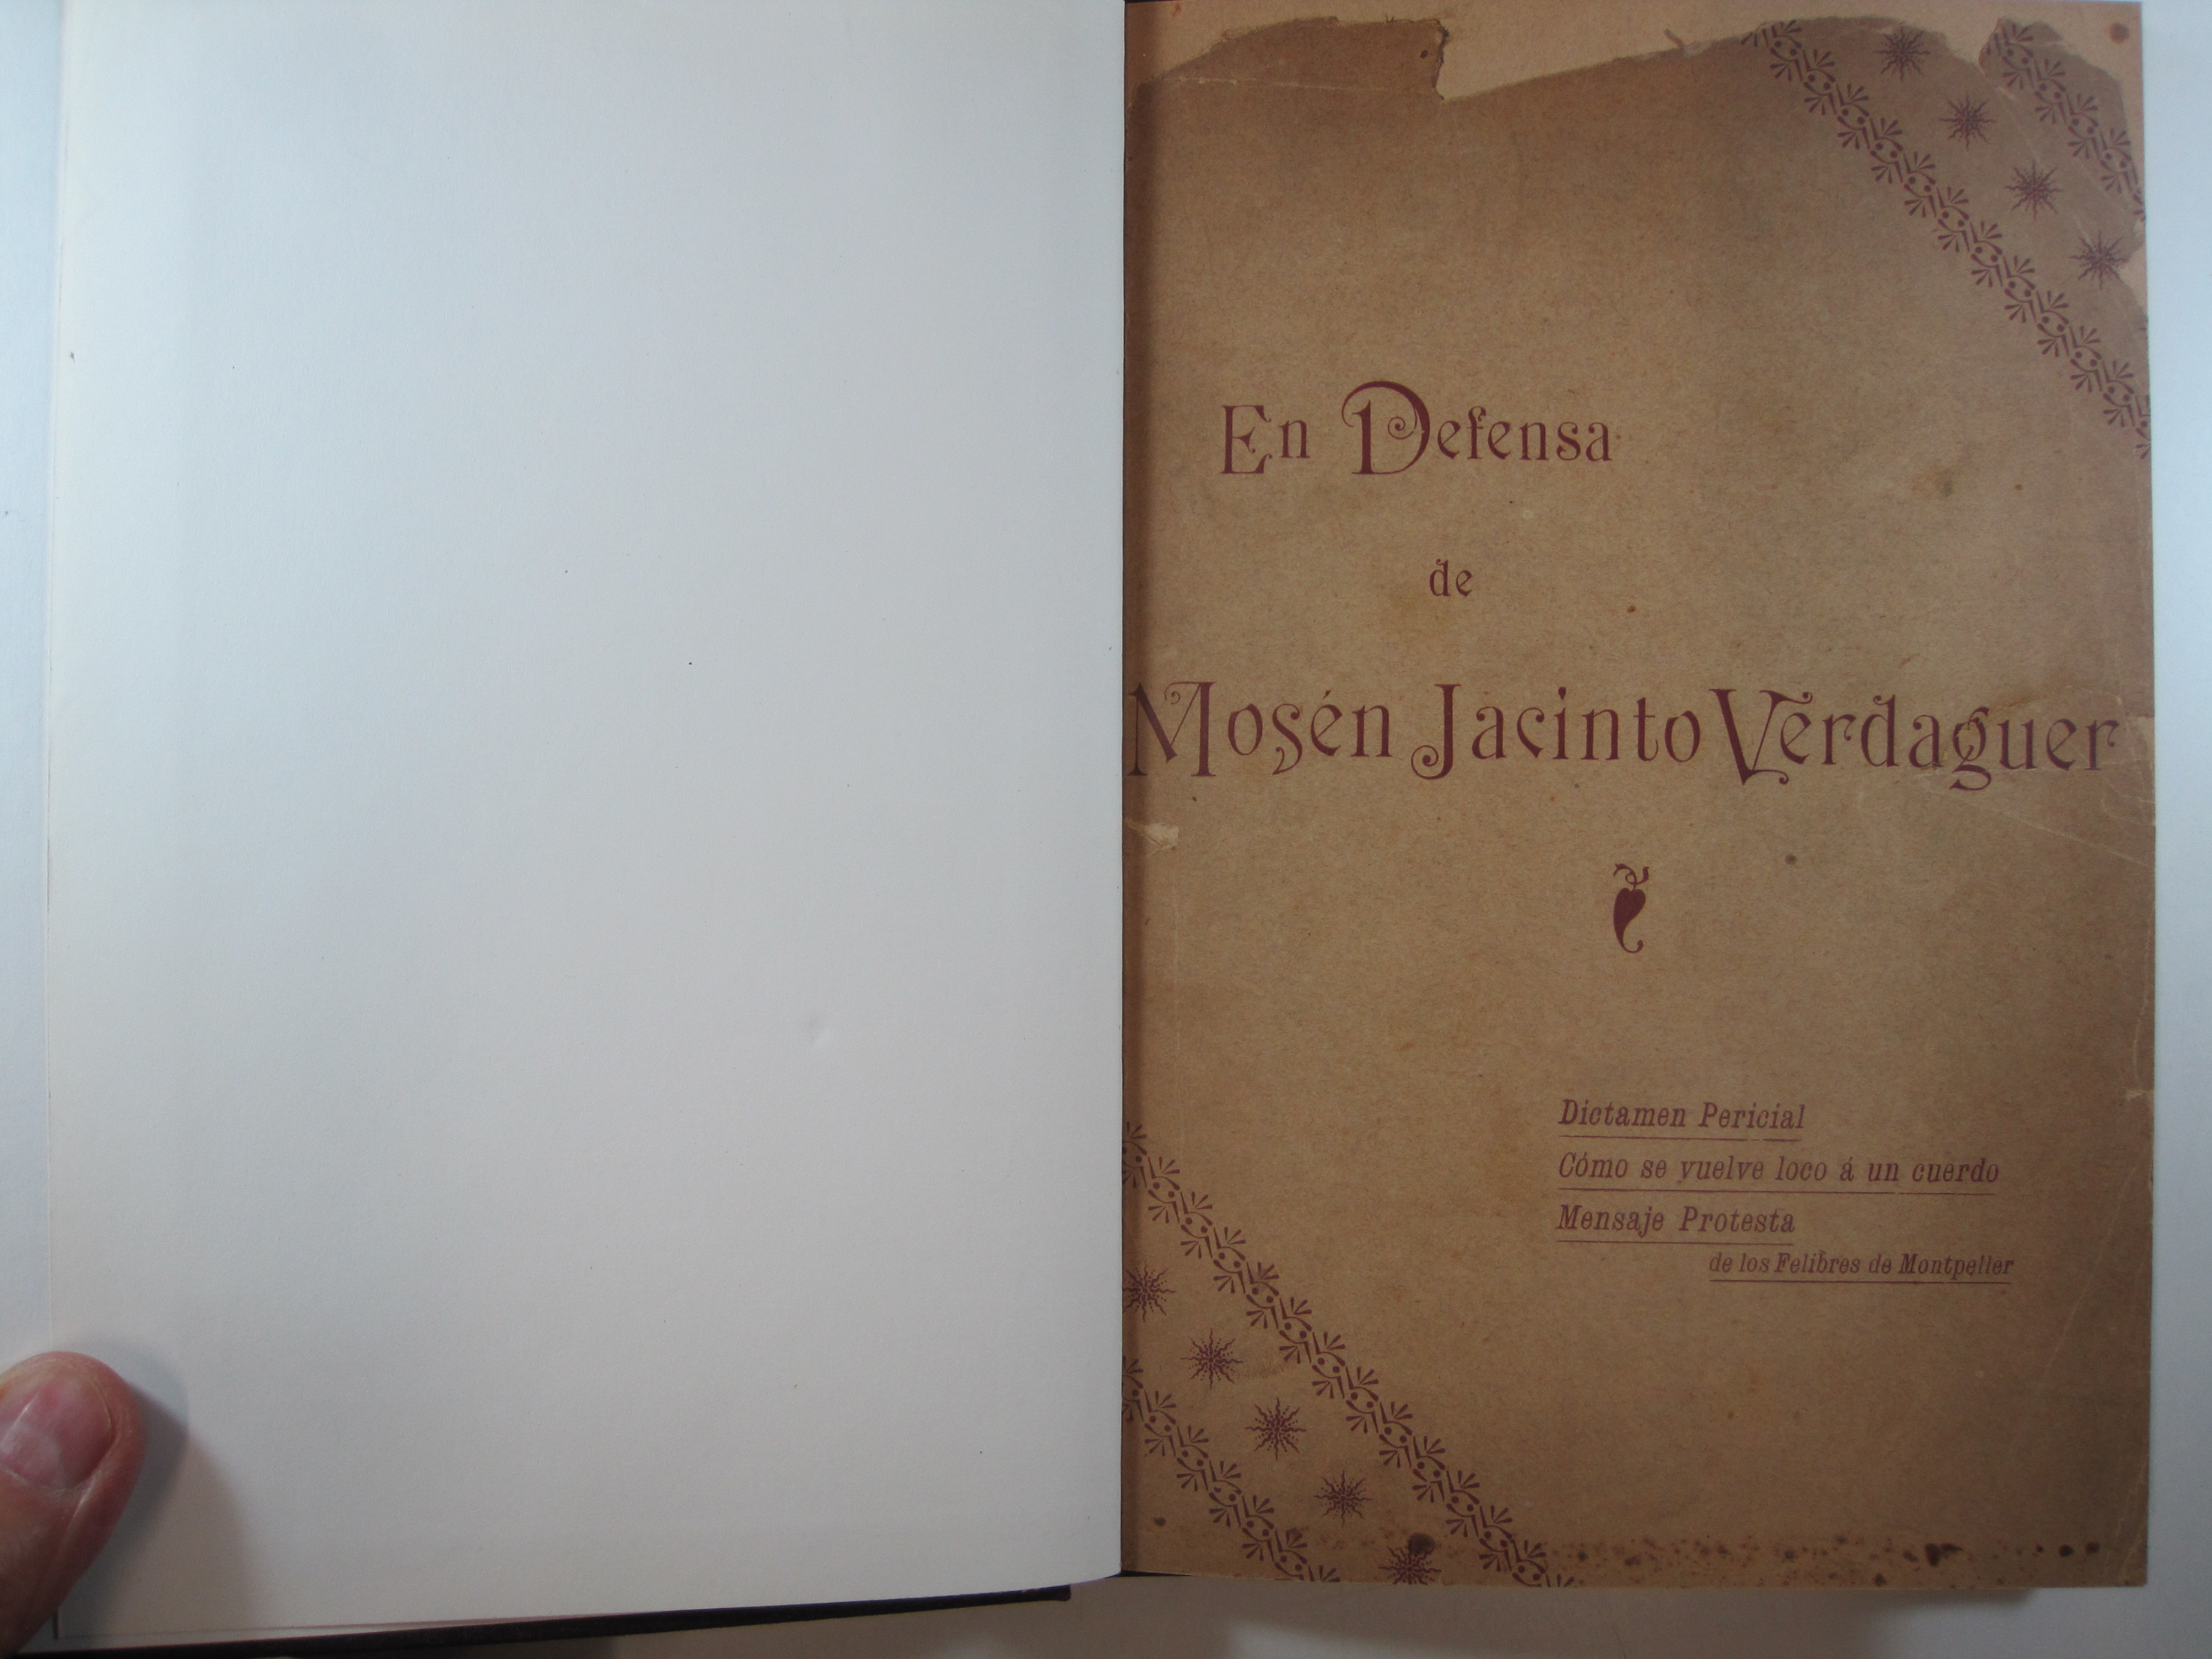 En Defensa
de
Mosén Jacinto Verdaguer
Dictamen Pericial
Cómo se vuelve loco á un cuerdo
Mensaje Protesta
de los Felibres de Montpeller